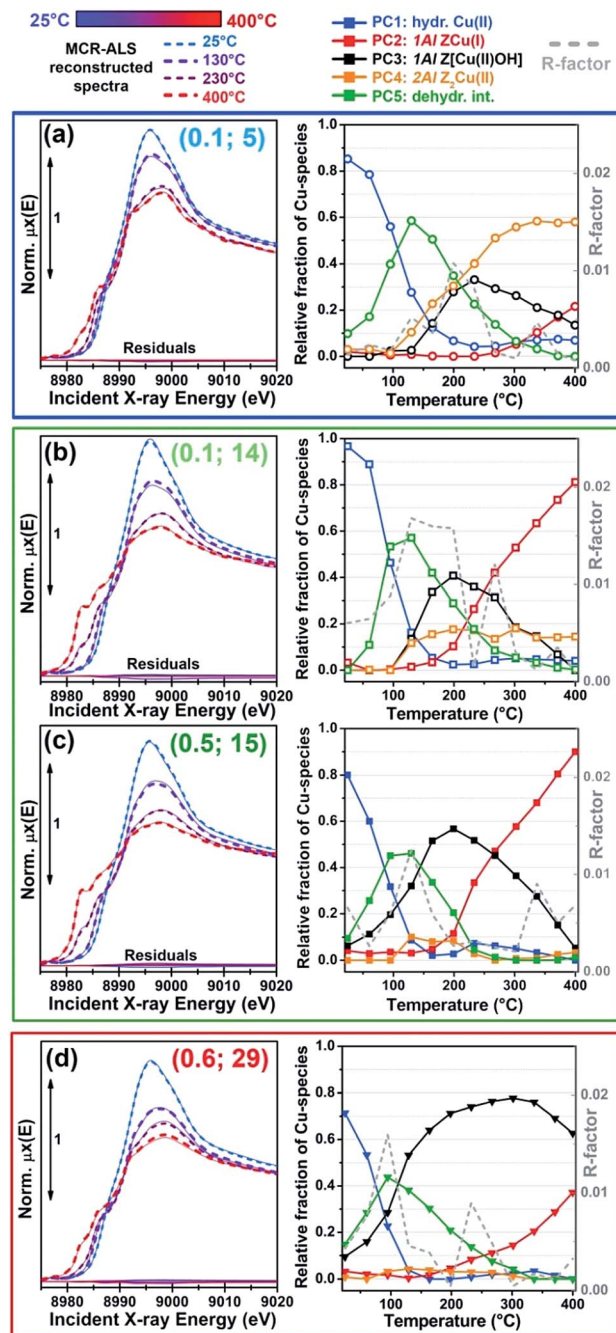 25°C
400°C
MCR-ALS
reconstructed
spectra
25°C
130°C
230°C
400°C
PC1: hydr. Cu(II)
PC2: 1Al ZCu(I)
PC3: 1Al Z[Cu(II)OH]
PC4: 2Al Z₂Cu(II)
PC5: dehydr. int.
R-factor
(a)
(0.1; 5)
Norm. μx(E)
1
Residuals
8980 8990 9000 9010 9020
Incident X-ray Energy (eV)
Relative fraction of Cu-species
1.0
0.8
0.6
0.4
0.2
0.0
0 100 200 300 400
Temperature (°C)
0.02
0.01
0.00
R-factor
(b)
(0.1; 14)
Norm. μx(E)
1
Residuals
8980 8990 9000 9010 9020
Incident X-ray Energy (eV)
Relative fraction of Cu-species
1.0
0.8
0.6
0.4
0.2
0.0
0 100 200 300 400
Temperature (°C)
0.02
0.01
0.00
R-factor
(c)
(0.5; 15)
Norm. μx(E)
1
Residuals
8980 8990 9000 9010 9020
Incident X-ray Energy (eV)
Relative fraction of Cu-species
1.0
0.8
0.6
0.4
0.2
0.0
0 100 200 300 400
Temperature (°C)
0.02
0.01
0.00
R-factor
(d)
(0.6; 29)
Norm. μx(E)
1
8980 8990 9000 9010 9020
Incident X-ray Energy (eV)
Relative fraction of Cu-species
1.0
0.8
0.6
0.4
0.2
0.0
0 100 200 300 400
Temperature (°C)
0.02
0.01
0.00
R-factor